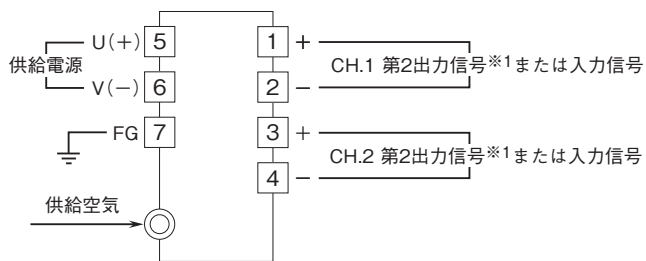 供給電源
U(+) 5
V(−) 6
FG 7
供給空気
1 +
2 −
CH.1 第2出力信号※1または入力信号
3 +
4 −
CH.2 第2出力信号※1または入力信号